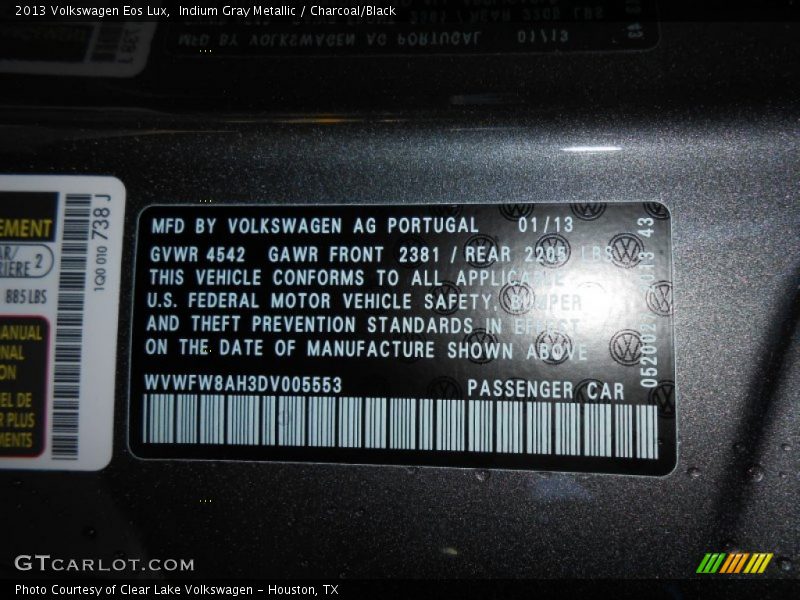 2013 Volkswagen Eos Lux, Indium Gray Metallic / Charcoal/Black
MFD BY VOLKSWAGEN AG PORTUGAL 01/13
GVWR 4542 GAWR FRONT 2381 / REAR 2205 LBS
THIS VEHICLE CONFORMS TO ALL APPLICABLE
U.S. FEDERAL MOTOR VEHICLE SAFETY, BUMPER
AND THEFT PREVENTION STANDARDS IN EFFECT
ON THE DATE OF MANUFACTURE SHOWN ABOVE
WVWFW8AH3DV005553 PASSENGER CAR
43
1Q0 010 738 J
885 LBS
2
GTCARLOT.COM
Photo Courtesy of Clear Lake Volkswagen - Houston, TX